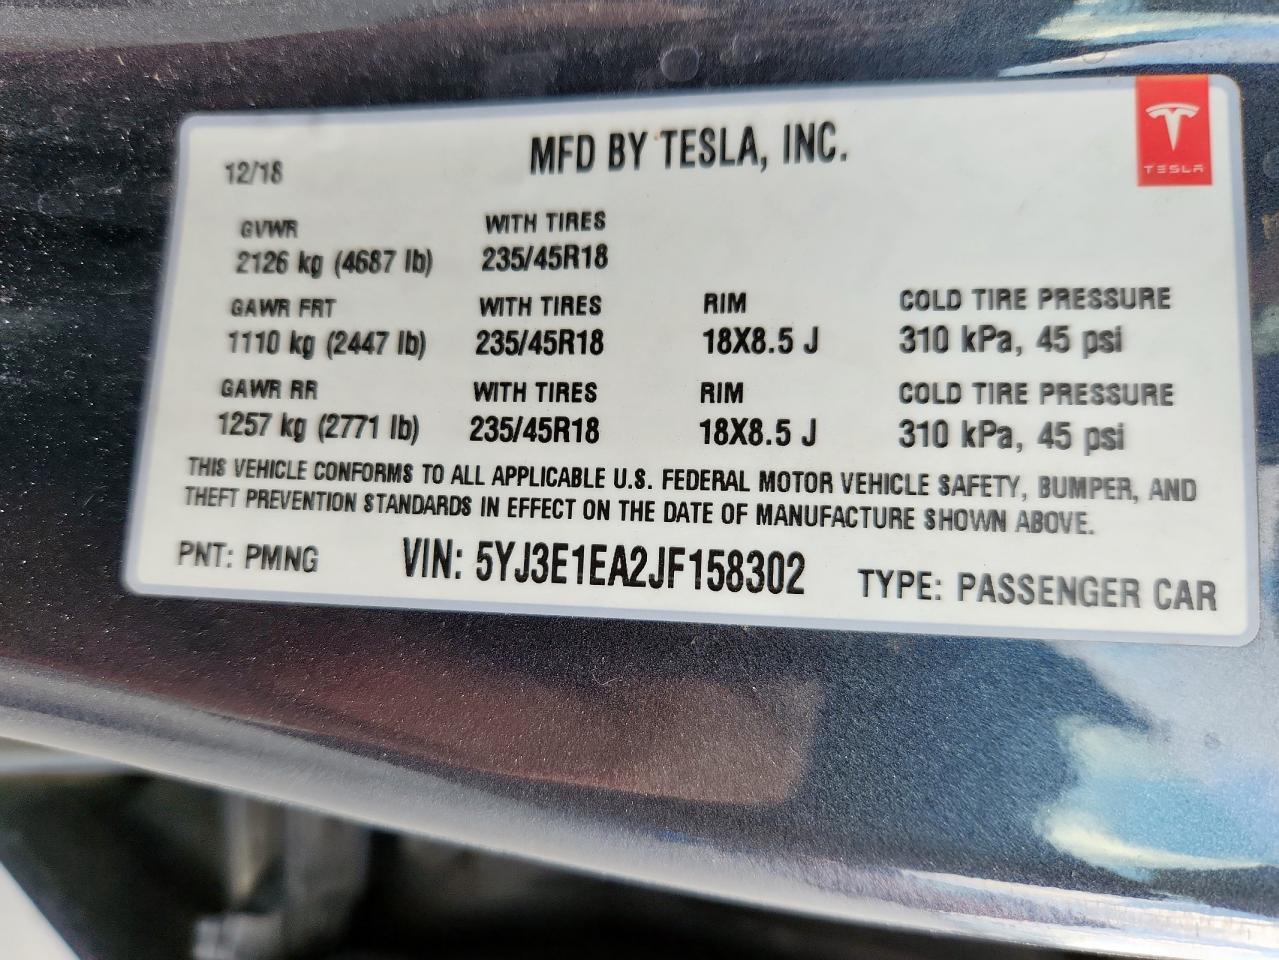 MFD BY TESLA, INC.
TESLA
12/18
GVWR WITH TIRES
2126 kg (4687 lb) 235/45R18
GAWR FRT WITH TIRES RIM COLD TIRE PRESSURE
1110 kg (2447 lb) 235/45R18 18X8.5 J 310 kPa, 45 psi
GAWR RR WITH TIRES RIM COLD TIRE PRESSURE
1257 kg (2771 lb) 235/45R18 18X8.5 J 310 kPa, 45 psi
THIS VEHICLE CONFORMS TO ALL APPLICABLE U.S. FEDERAL MOTOR VEHICLE SAFETY, BUMPER, AND
THEFT PREVENTION STANDARDS IN EFFECT ON THE DATE OF MANUFACTURE SHOWN ABOVE.
PNT: PMNG VIN: 5YJ3E1EA2JF158302 TYPE: PASSENGER CAR